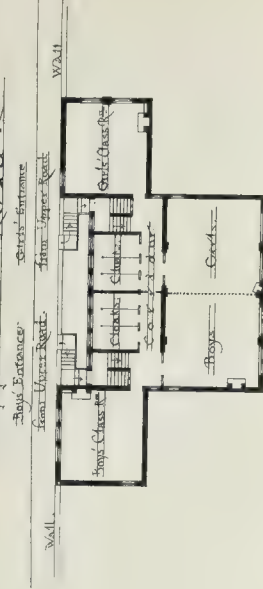 Girls' Entrance
from Upper Road.
Boys' Entrance
from Upper Road.
Wall
Wall.
Girls' Class Rm.
Boys' Class Rm
Cloaks.
Cloaks.
Corridor
Girls.
Boys